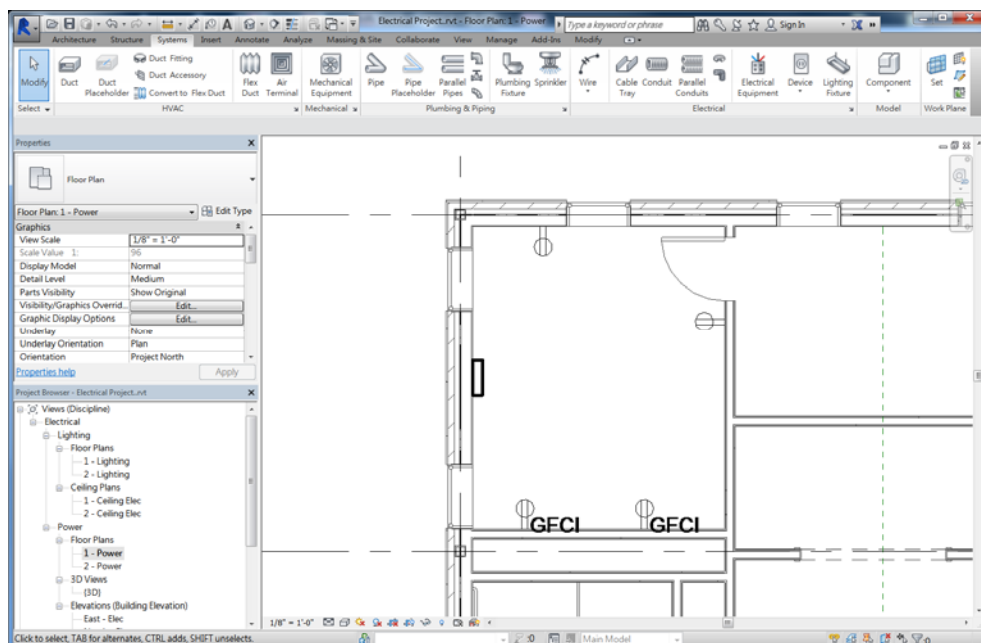 Electrical Project..rvt - Floor Plan: 1 - Power
Type a keyword or phrase
Sign In
Architecture Structure Systems Insert Annotate Analyze Massing & Site Collaborate View Manage Add-Ins Modify
Modify
Duct
Duct Placeholder
Duct Fitting
Duct Accessory
Convert to Flex Duct
Flex Duct
Air Terminal
Mechanical Equipment
Pipe
Pipe Placeholder
Parallel Pipes
Plumbing Fixture
Sprinkler
Wire
Cable Tray
Conduit
Parallel Conduits
Electrical Equipment
Device
Lighting Fixture
Component
Set
Select HVAC Mechanical Plumbing & Piping Electrical Model Work Plane
Properties X
Floor Plan
Floor Plan: 1 - Power Edit Type
Graphics
View Scale 1/8" = 1'-0"
Scale Value 1: 96
Display Model Normal
Detail Level Medium
Parts Visibility Show Original
Visibility/Graphics Overrid... Edit...
Graphic Display Options Edit...
Underlay None
Underlay Orientation Plan
Orientation Project North
Properties help Apply
Project Browser - Electrical Project..rvt X
Views (Discipline)
Electrical
Lighting
Floor Plans
1 - Lighting
2 - Lighting
Ceiling Plans
1 - Ceiling Elec
2 - Ceiling Elec
Power
Floor Plans
1 - Power
2 - Power
3D Views
{3D}
Elevations (Building Elevation)
East - Elec
GFCI GFCI
1/8" = 1'-0"
Click to select, TAB for alternates, CTRL adds, SHIFT unselects.
:0 Main Model
:0